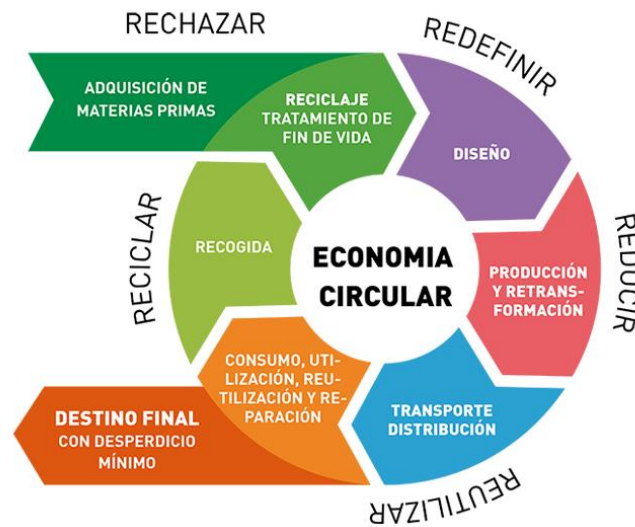 RECHAZAR
REDEFINIR
ADQUISICIÓN DE
MATERIAS PRIMAS
RECICLAJE
TRATAMIENTO DE
FIN DE VIDA
DISEÑO
REDUCIR
PRODUCCIÓN
Y RETRANS-
FORMACIÓN
ECONOMIA
CIRCULAR
RECICLAR
RECOGIDA
CONSUMO, UTI-
LIZACIÓN, REU-
TILIZACIÓN Y RE-
PARACIÓN
TRANSPORTE
DISTRIBUCIÓN
REUTILIZAR
DESTINO FINAL
CON DESPERDICIO
MÍNIMO